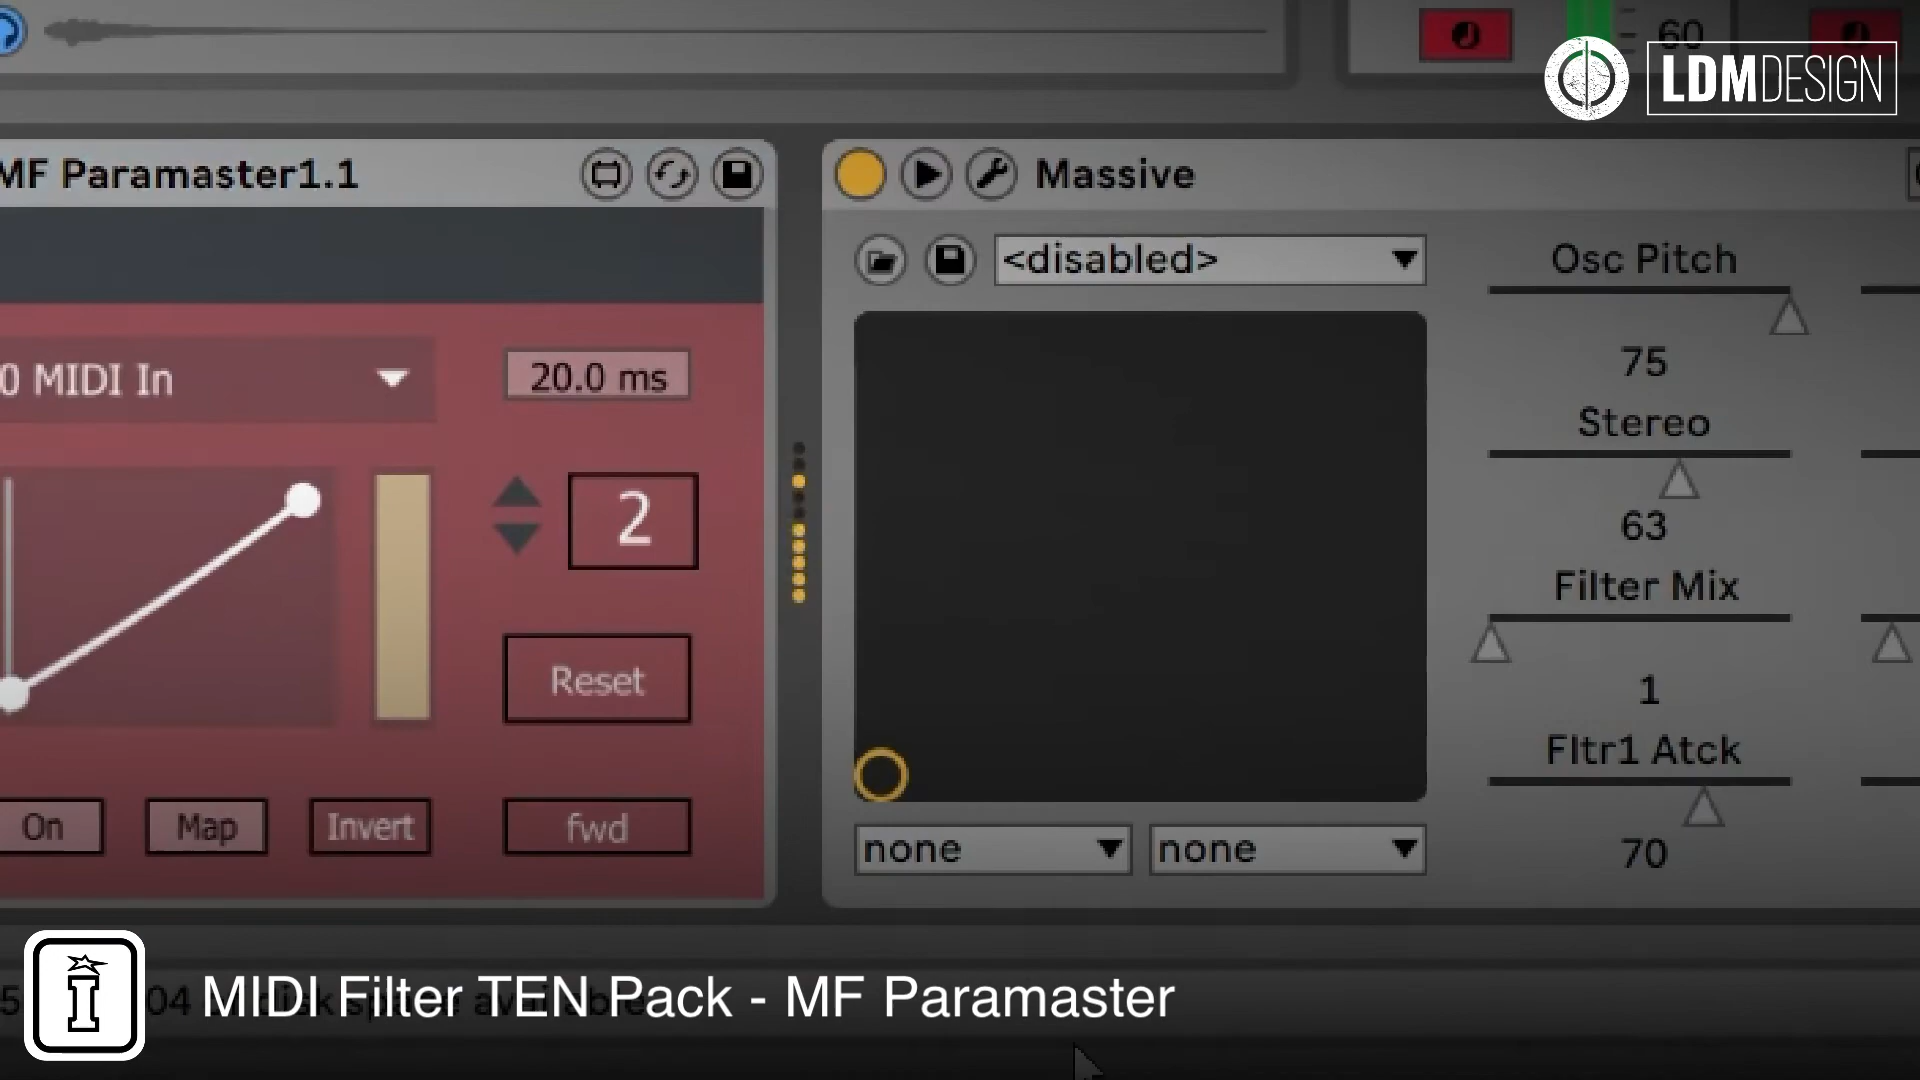 60
LDMDESIGN
MF Paramaster1.1
Massive
<disabled>
Osc Pitch
0 MIDI In
20.0 ms
75
Stereo
2
63
Filter Mix
Reset
1
Fltr1 Atck
On
Map
Invert
fwd
none
none
70
MIDI Filter TEN Pack - MF Paramaster